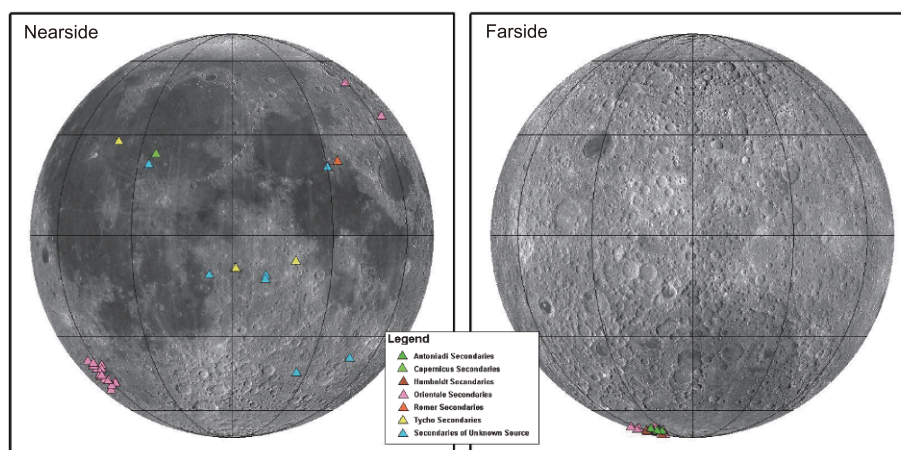 Nearside
Farside
Legend
Antoniadi Secondaries
Copernicus Secondaries
Humboldt Secondaries
Orientale Secondaries
Romer Secondaries
Tycho Secondaries
Secondaries of Unknown Source